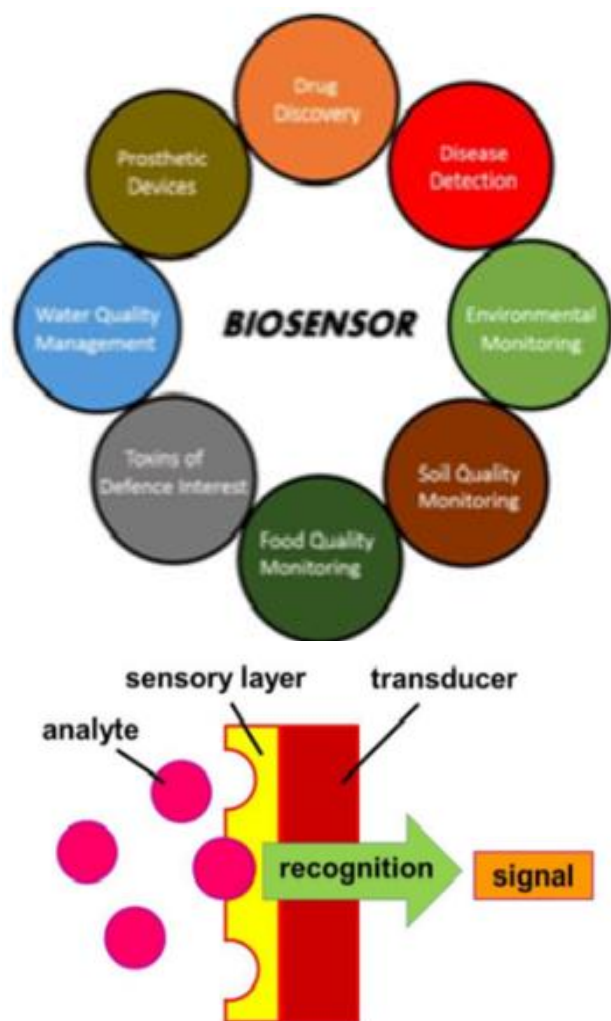 Drug
Discovery
Prosthetic
Devices
Disease
Detection
Water Quality
Management
BIOSENSOR
Environmental
Monitoring
Toxins of
Defence Interest
Soil Quality
Monitoring
Food Quality
Monitoring
sensory layer
transducer
analyte
recognition
signal